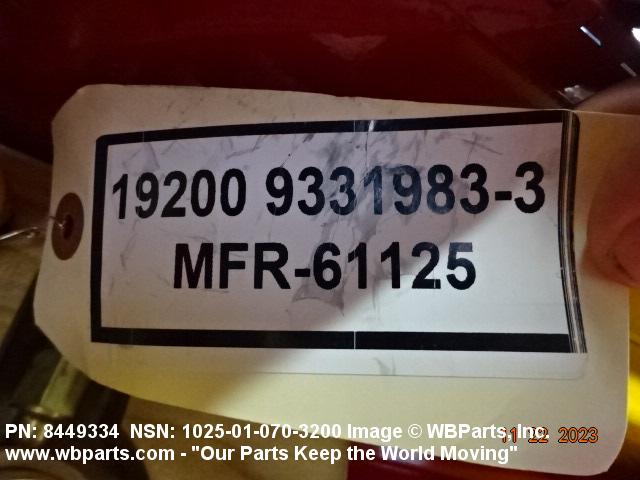 19200 9331983-3
MFR-61125
PN: 8449334 NSN: 1025-01-070-3200 Image © WBParts, Inc
11 22 2023
www.wbparts.com - "Our Parts Keep the World Moving"